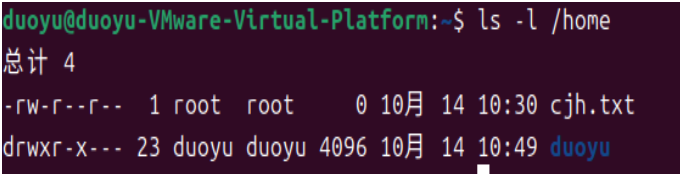 duoyu@duoyu-VMware-Virtual-Platform:~$ ls -l /home
总计 4
-rw-r--r-- 1 root root 0 10月 14 10:30 cjh.txt
drwxr-x--- 23 duoyu duoyu 4096 10月 14 10:49 duoyu